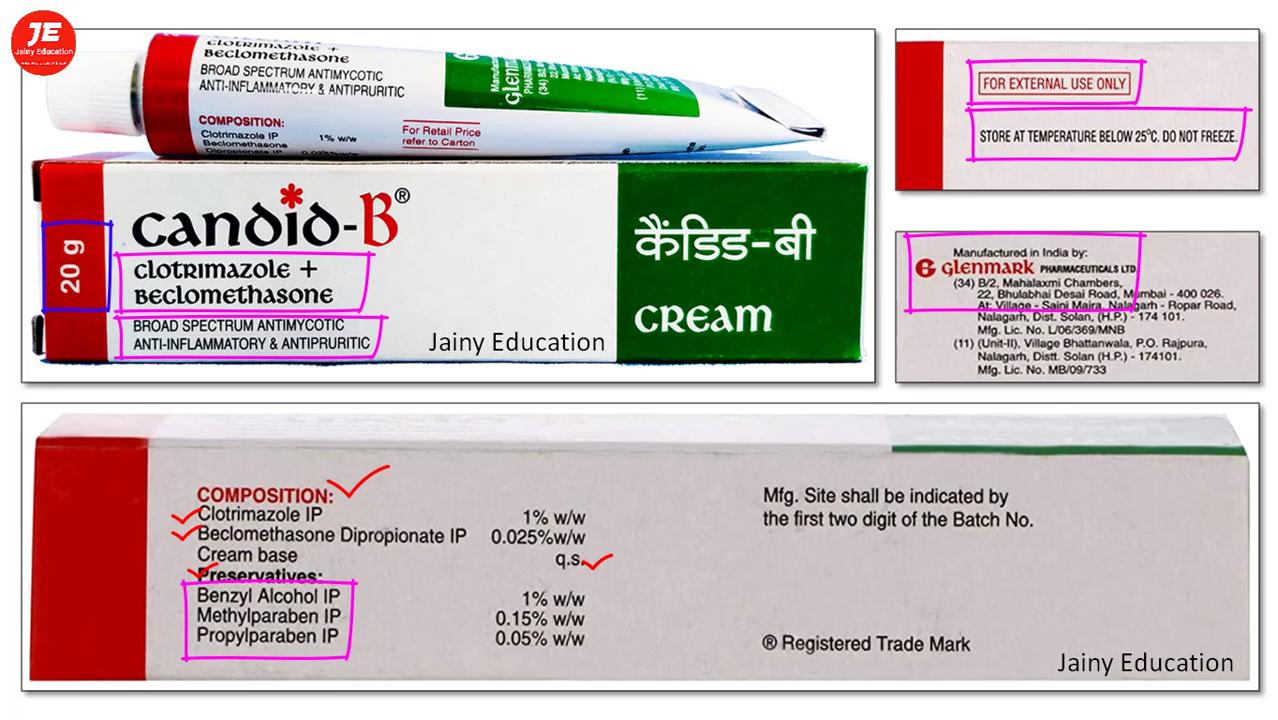 JE
Jainy Education
clotrimazole +
Beclomethasone
BROAD SPECTRUM ANTIMYCOTIC
ANTI-INFLAMMATORY & ANTIPRURITIC
COMPOSITION:
Clotrimazole IP 1% w/w
Beclomethasone
Dipropionate IP
For Retail Price
refer to Carton
Glenmark
20 g
candid-B®
clotrimazole +
Beclomethasone
BROAD SPECTRUM ANTIMYCOTIC
ANTI-INFLAMMATORY & ANTIPRURITIC
Jainy Education
कैंडिड-बी
CREAM
FOR EXTERNAL USE ONLY
STORE AT TEMPERATURE BELOW 25°C. DO NOT FREEZE.
Manufactured in India by:
Glenmark PHARMACEUTICALS LTD
(34) B/2, Mahalaxmi Chambers,
22, Bhulabhai Desai Road, Mumbai - 400 026.
At: Village - Saini Majra, Nalagarh - Ropar Road,
Nalagarh, Dist. Solan, (H.P.) - 174 101.
Mfg. Lic. No. L/06/369/MNB
(11) (Unit-II), Village Bhattanwala, P.O. Rajpura,
Nalagarh, Distt. Solan (H.P.) - 174101.
Mfg. Lic. No. MB/09/733
COMPOSITION:
Clotrimazole IP 1% w/w
Beclomethasone Dipropionate IP 0.025%w/w
Cream base q.s.
Preservatives:
Benzyl Alcohol IP 1% w/w
Methylparaben IP 0.15% w/w
Propylparaben IP 0.05% w/w
Mfg. Site shall be indicated by
the first two digit of the Batch No.
® Registered Trade Mark
Jainy Education